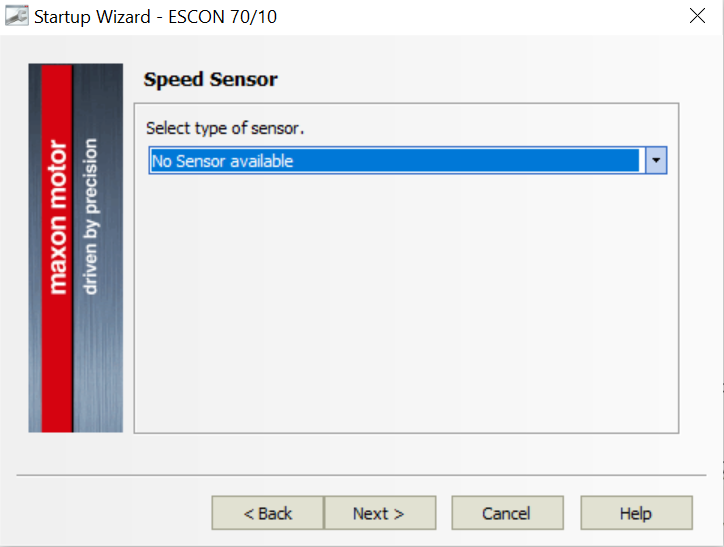 Startup Wizard - ESCON 70/10
maxon motor
driven by precision
Speed Sensor
Select type of sensor.
No Sensor available
< Back
Next >
Cancel
Help